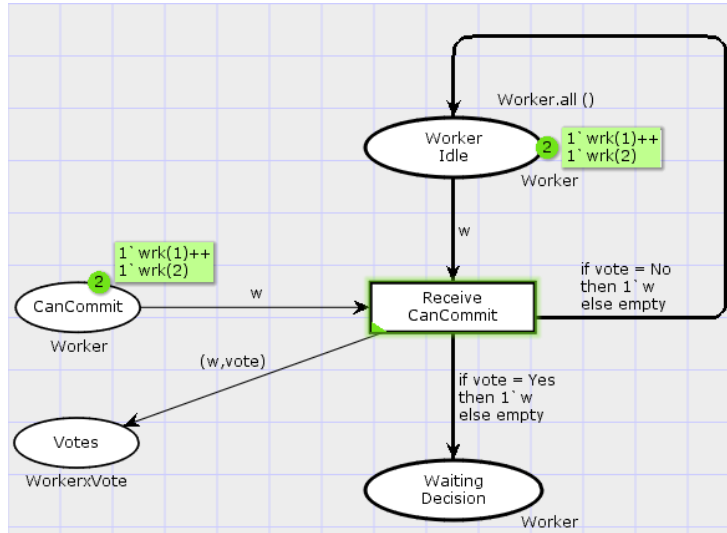 Worker.all ()
Worker
Idle
2
1`wrk(1)++
1`wrk(2)
Worker
w
1`wrk(1)++
1`wrk(2)
2
CanCommit
Worker
w
Receive
CanCommit
if vote = No
then 1`w
else empty
(w,vote)
if vote = Yes
then 1`w
else empty
Votes
WorkerxVote
Waiting
Decision
Worker